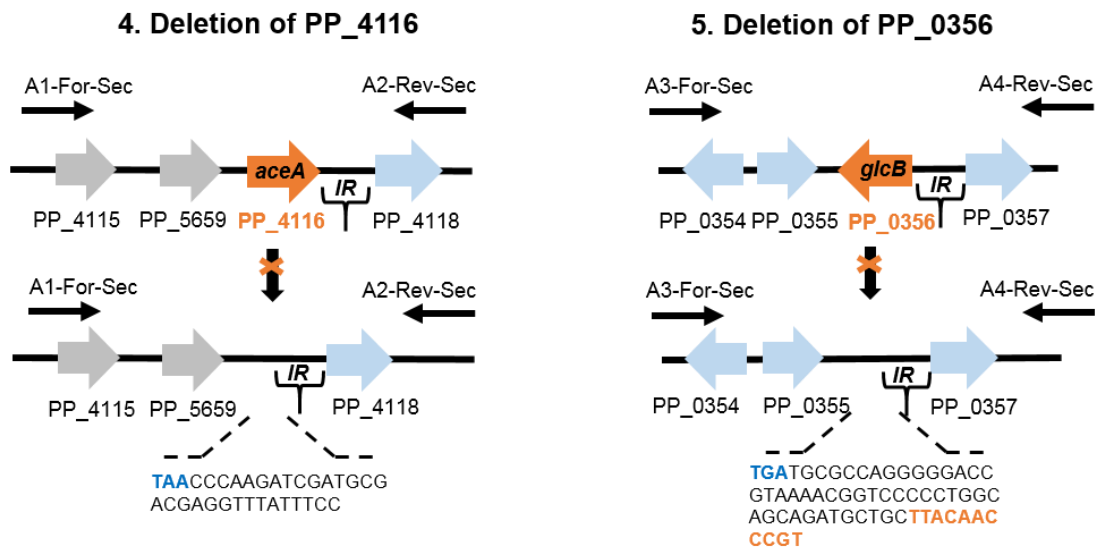 4. Deletion of PP_4116
A1-For-Sec A2-Rev-Sec
aceA
IR
PP_4115 PP_5659 PP_4116 PP_4118
A1-For-Sec A2-Rev-Sec
IR
PP_4115 PP_5659 PP_4118
TAACCCAAGATCGATGCG
ACGAGGTTTATTTCC
5. Deletion of PP_0356
A3-For-Sec A4-Rev-Sec
glcB
IR
PP_0354 PP_0355 PP_0356 PP_0357
A3-For-Sec A4-Rev-Sec
IR
PP_0354 PP_0355 PP_0357
TGATGCGCCAGGGGGACC
GTAAAACGGTCCCCCTGGC
AGCAGATGCTGCTTACAAC
CCGT